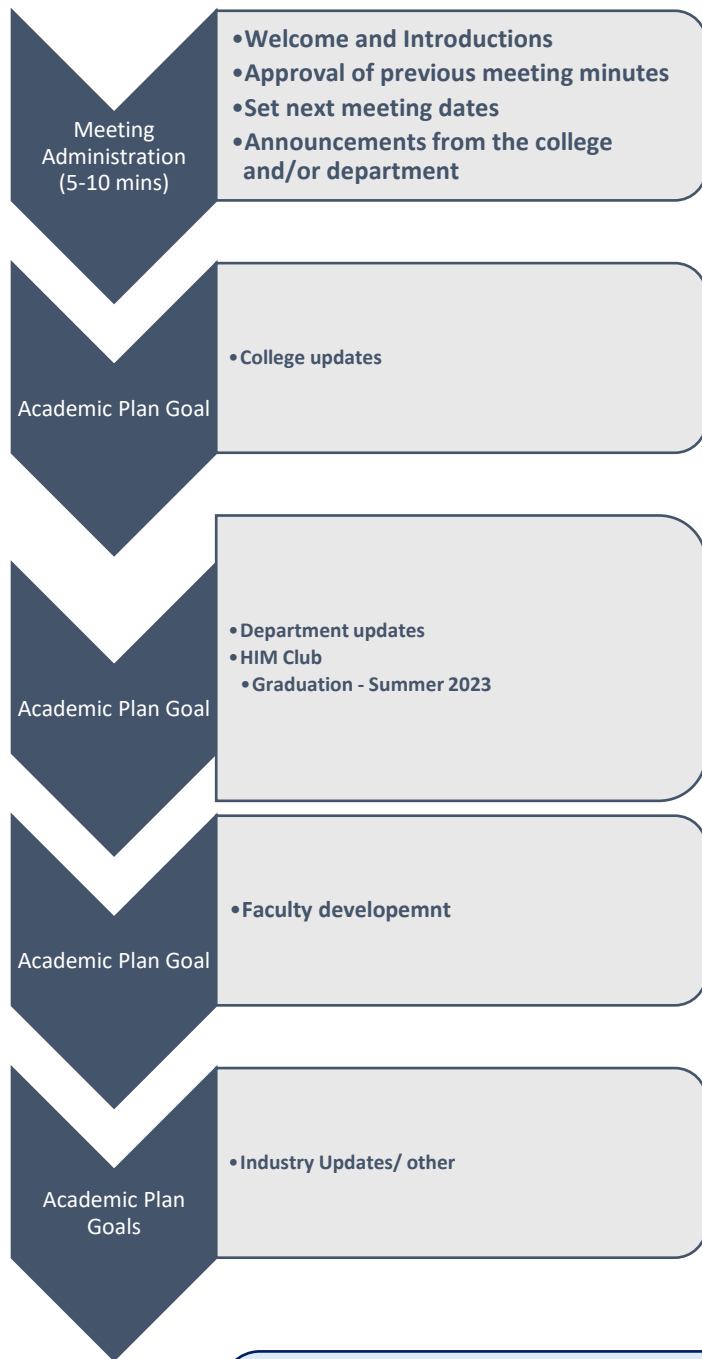 Meeting
Administration
(5-10 mins)
•Welcome and Introductions
•Approval of previous meeting minutes
•Set next meeting dates
•Announcements from the college
and/or department
Academic Plan Goal
•College updates
Academic Plan Goal
•Department updates
•HIM Club
•Graduation - Summer 2023
Academic Plan Goal
•Faculty developemnt
Academic Plan
Goals
•Industry Updates/ other